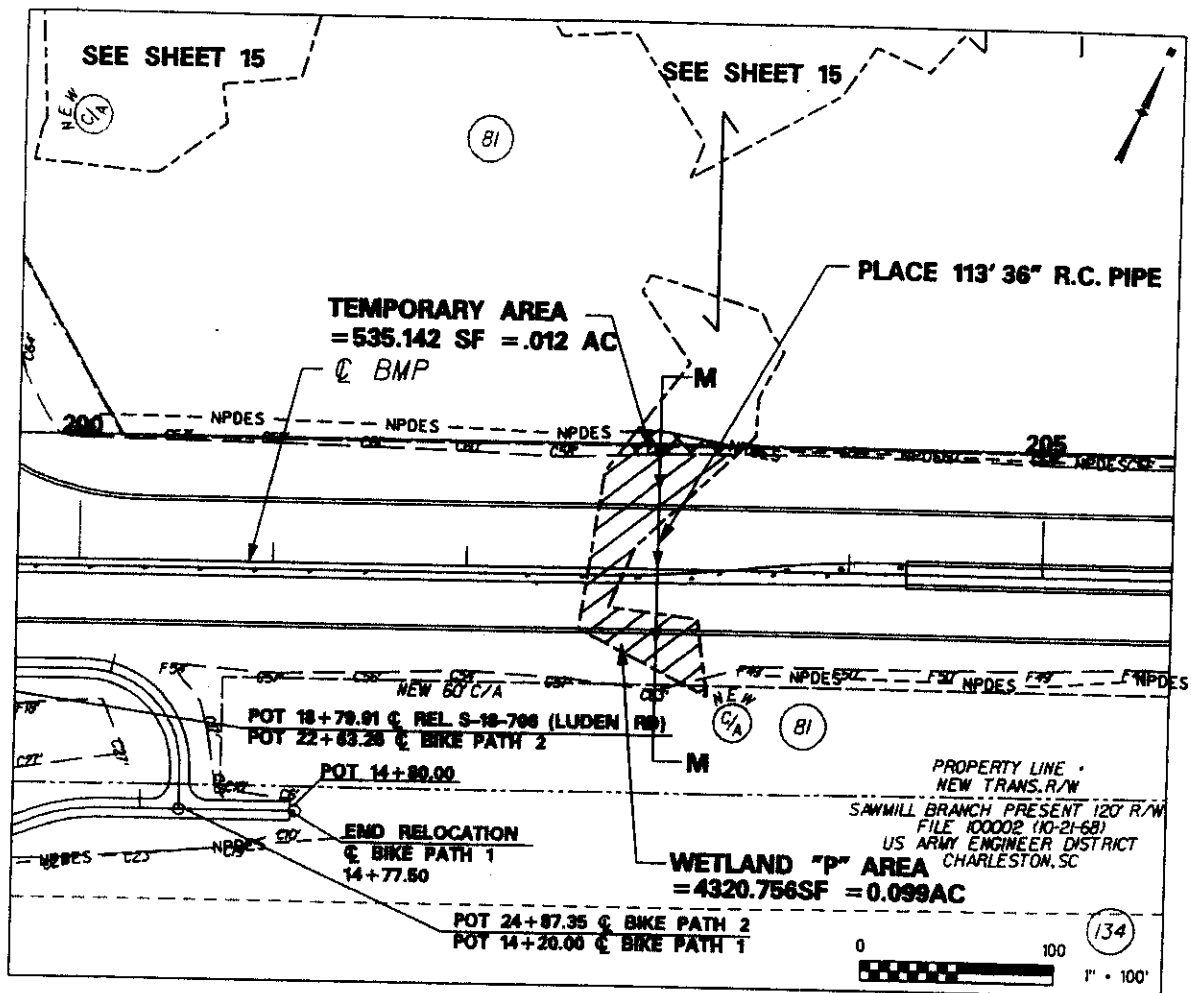 SEE SHEET 15
SEE SHEET 15
NEW
C/A
81
PLACE 113' 36" R.C. PIPE
TEMPORARY AREA
=535.142 SF =.012 AC
℄ BMP
M
200
NPDES
NPDES
NPDES
205
NPDES
NEW 60' C/A
NPDES
NPDES
NPDES
NEW
C/A
81
POT 18+79.91 ℄ REL. S-18-706 (LUDEN RD)
POT 22+63.26 ℄ BIKE PATH 2
POT 14+80.00
M
PROPERTY LINE •
NEW TRANS. R/W
SAWMILL BRANCH PRESENT 120' R/W
FILE 100002 (10-21-68)
US ARMY ENGINEER DISTRICT
CHARLESTON, SC
END RELOCATION
℄ BIKE PATH 1
14+77.50
NPDES
NPDES
WETLAND "P" AREA
=4320.756SF =0.099AC
POT 24+87.35 ℄ BIKE PATH 2
POT 14+20.00 ℄ BIKE PATH 1
134
0
100
1" • 100'